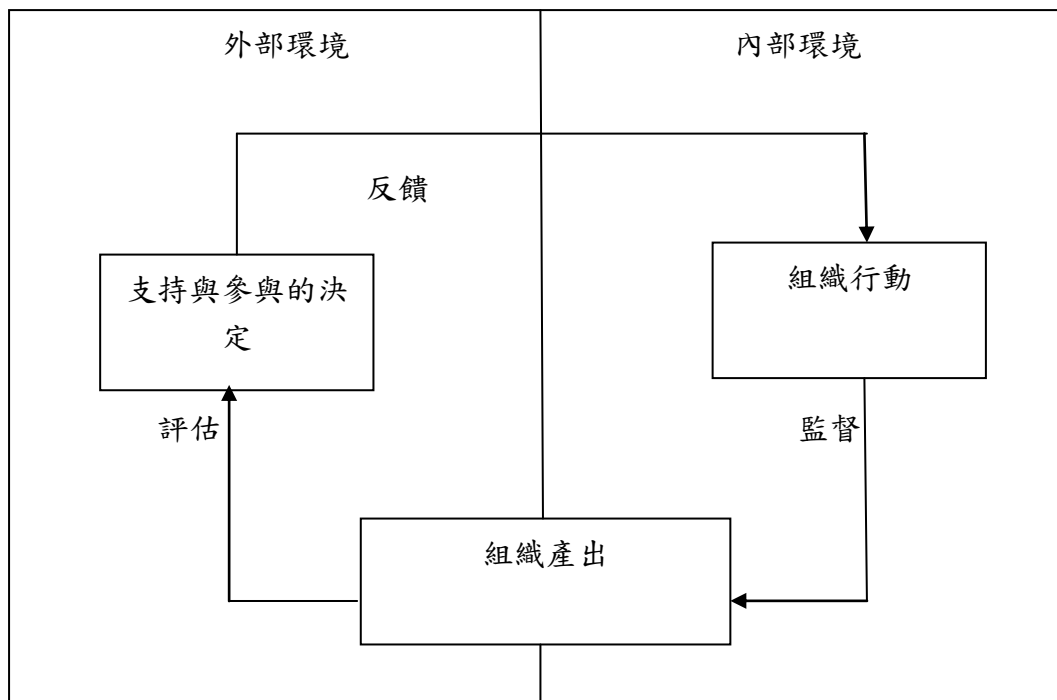 外部環境
內部環境
反饋
支持與參與的決
定
組織行動
評估
監督
組織產出